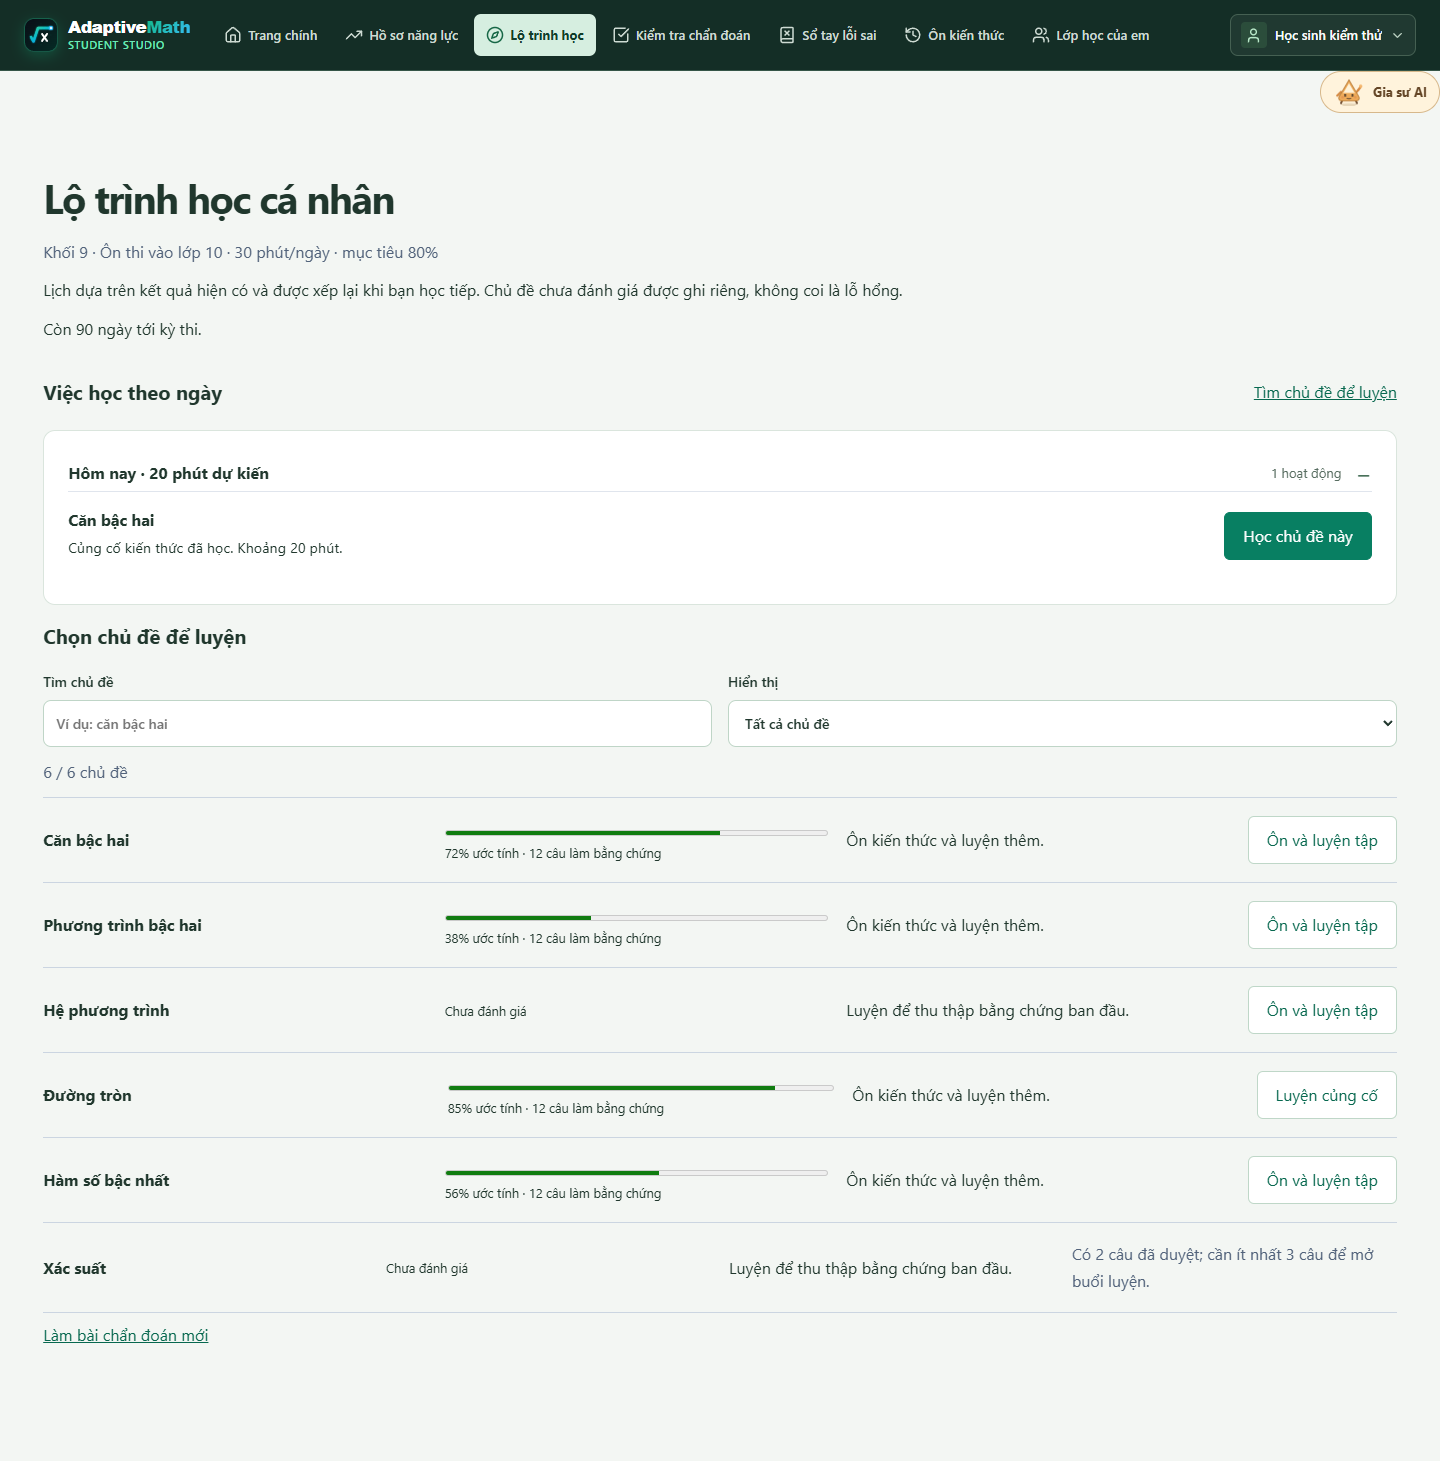 AdaptiveMath
STUDENT STUDIO
Trang chính
Hồ sơ năng lực
Lộ trình học
Kiểm tra chẩn đoán
Sổ tay lỗi sai
Ôn kiến thức
Lớp học của em
Học sinh kiểm thử
Gia sư AI
Lộ trình học cá nhân
Khối 9 · Ôn thi vào lớp 10 · 30 phút/ngày · mục tiêu 80%
Lịch dựa trên kết quả hiện có và được xếp lại khi bạn học tiếp. Chủ đề chưa đánh giá được ghi riêng, không coi là lỗ hổng.
Còn 90 ngày tới kỳ thi.
Việc học theo ngày
Tìm chủ đề để luyện
Hôm nay · 20 phút dự kiến
1 hoạt động
Căn bậc hai
Củng cố kiến thức đã học. Khoảng 20 phút.
Học chủ đề này
Chọn chủ đề để luyện
Tìm chủ đề
Hiển thị
Ví dụ: căn bậc hai
Tất cả chủ đề
6 / 6 chủ đề
Căn bậc hai
72% ước tính · 12 câu làm bằng chứng
Ôn kiến thức và luyện thêm.
Ôn và luyện tập
Phương trình bậc hai
38% ước tính · 12 câu làm bằng chứng
Ôn kiến thức và luyện thêm.
Ôn và luyện tập
Hệ phương trình
Chưa đánh giá
Luyện để thu thập bằng chứng ban đầu.
Ôn và luyện tập
Đường tròn
85% ước tính · 12 câu làm bằng chứng
Ôn kiến thức và luyện thêm.
Luyện củng cố
Hàm số bậc nhất
56% ước tính · 12 câu làm bằng chứng
Ôn kiến thức và luyện thêm.
Ôn và luyện tập
Xác suất
Chưa đánh giá
Luyện để thu thập bằng chứng ban đầu.
Có 2 câu đã duyệt; cần ít nhất 3 câu để mở
buổi luyện.
Làm bài chẩn đoán mới